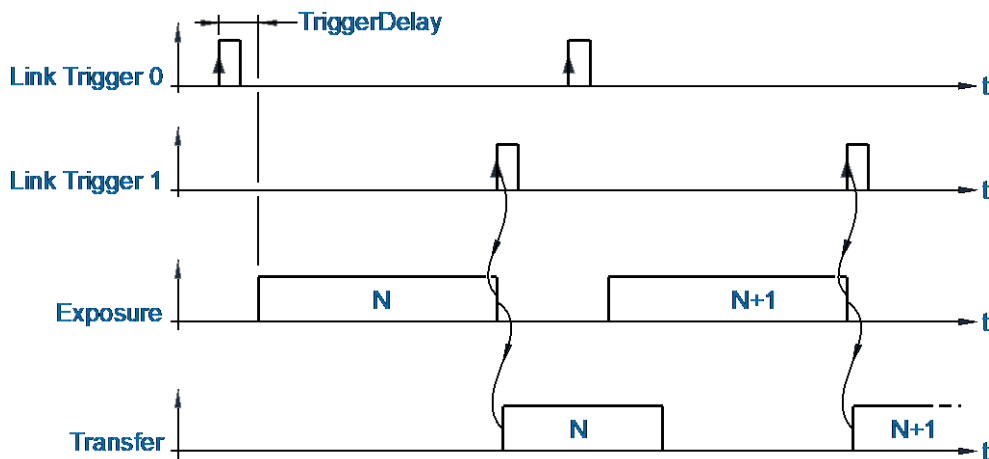 TriggerDelay
Link Trigger 0
t
Link Trigger 1
t
Exposure
N
N+1
t
Transfer
N
N+1
t